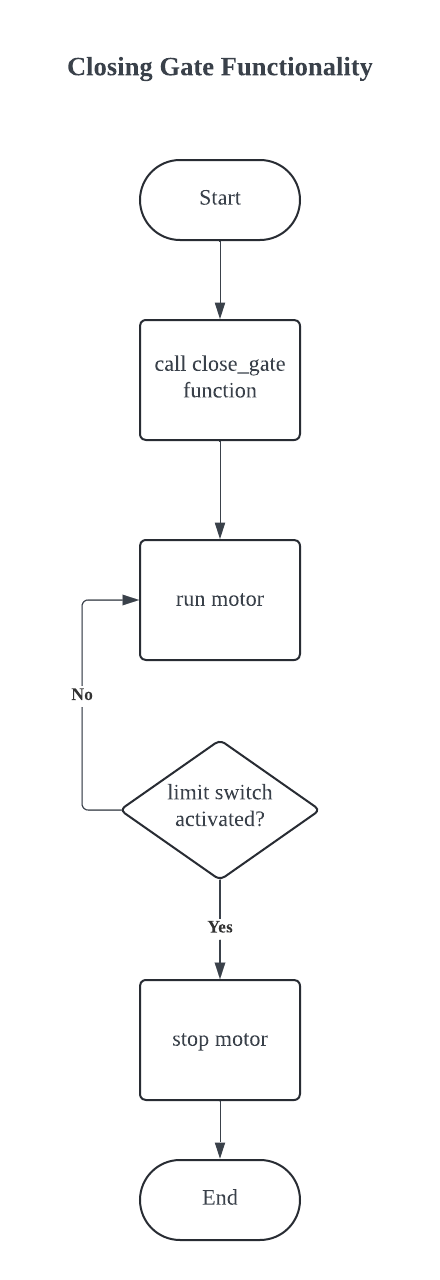 Closing Gate Functionality
Start
call close_gate
function
run motor
No
limit switch
activated?
Yes
stop motor
End